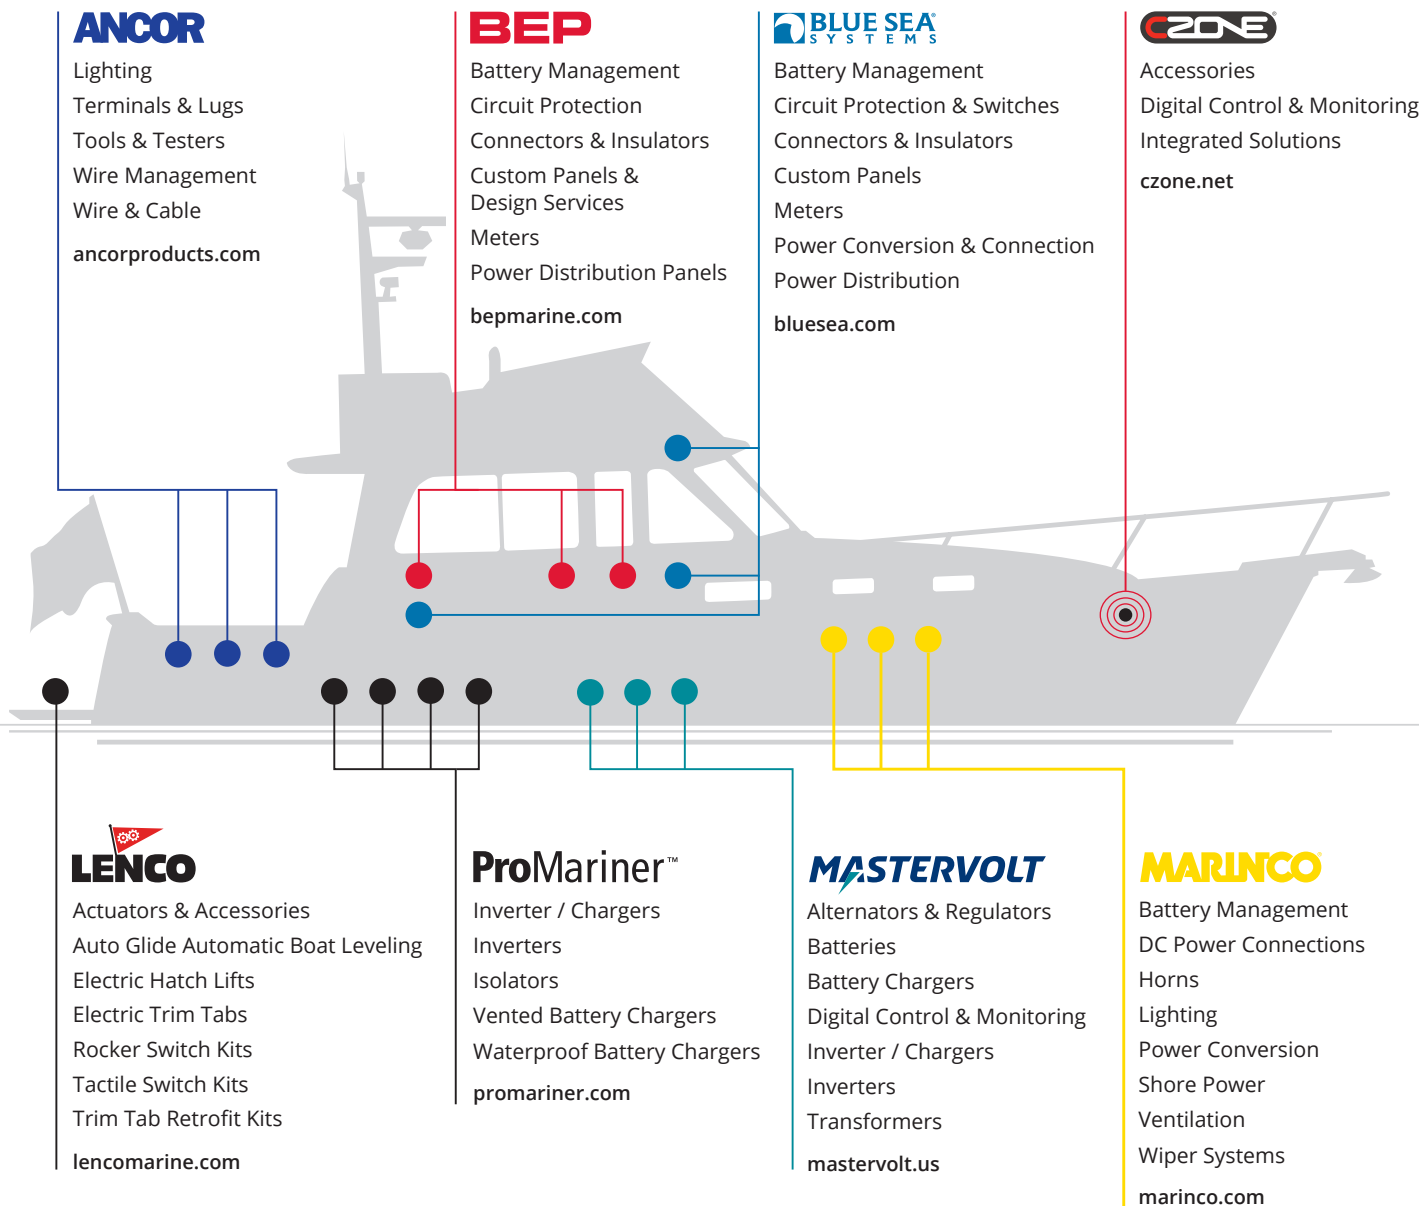 ANCOR
Lighting
Terminals & Lugs
Tools & Testers
Wire Management
Wire & Cable
ancorproducts.com
BEP
Battery Management
Circuit Protection
Connectors & Insulators
Custom Panels &
Design Services
Meters
Power Distribution Panels
bepmarine.com
BLUE SEA®
SYSTEMS
Battery Management
Circuit Protection & Switches
Connectors & Insulators
Custom Panels
Meters
Power Conversion & Connection
Power Distribution
bluesea.com
CZONE®
Accessories
Digital Control & Monitoring
Integrated Solutions
czone.net
LENCO
Actuators & Accessories
Auto Glide Automatic Boat Leveling
Electric Hatch Lifts
Electric Trim Tabs
Rocker Switch Kits
Tactile Switch Kits
Trim Tab Retrofit Kits
lencomarine.com
ProMariner™
Inverter / Chargers
Inverters
Isolators
Vented Battery Chargers
Waterproof Battery Chargers
promariner.com
MASTERVOLT
Alternators & Regulators
Batteries
Battery Chargers
Digital Control & Monitoring
Inverter / Chargers
Inverters
Transformers
mastervolt.us
MARINCO®
Battery Management
DC Power Connections
Horns
Lighting
Power Conversion
Shore Power
Ventilation
Wiper Systems
marinco.com